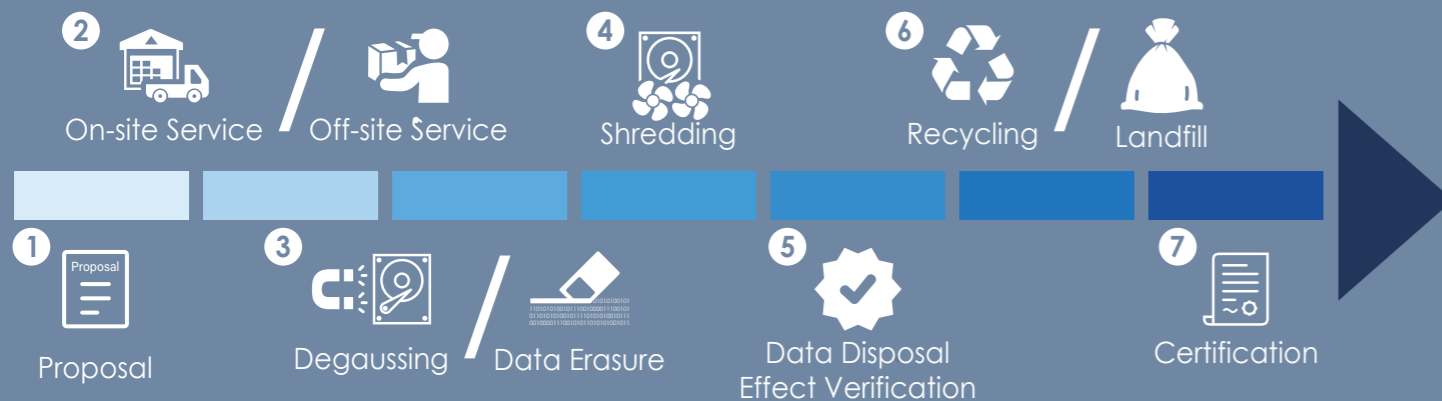 2
On-site Service
Off-site Service
4
Shredding
6
Recycling
Landfill
1
Proposal
Proposal
3
Degaussing
Data Erasure
5
Data Disposal
Effect Verification
7
Certification